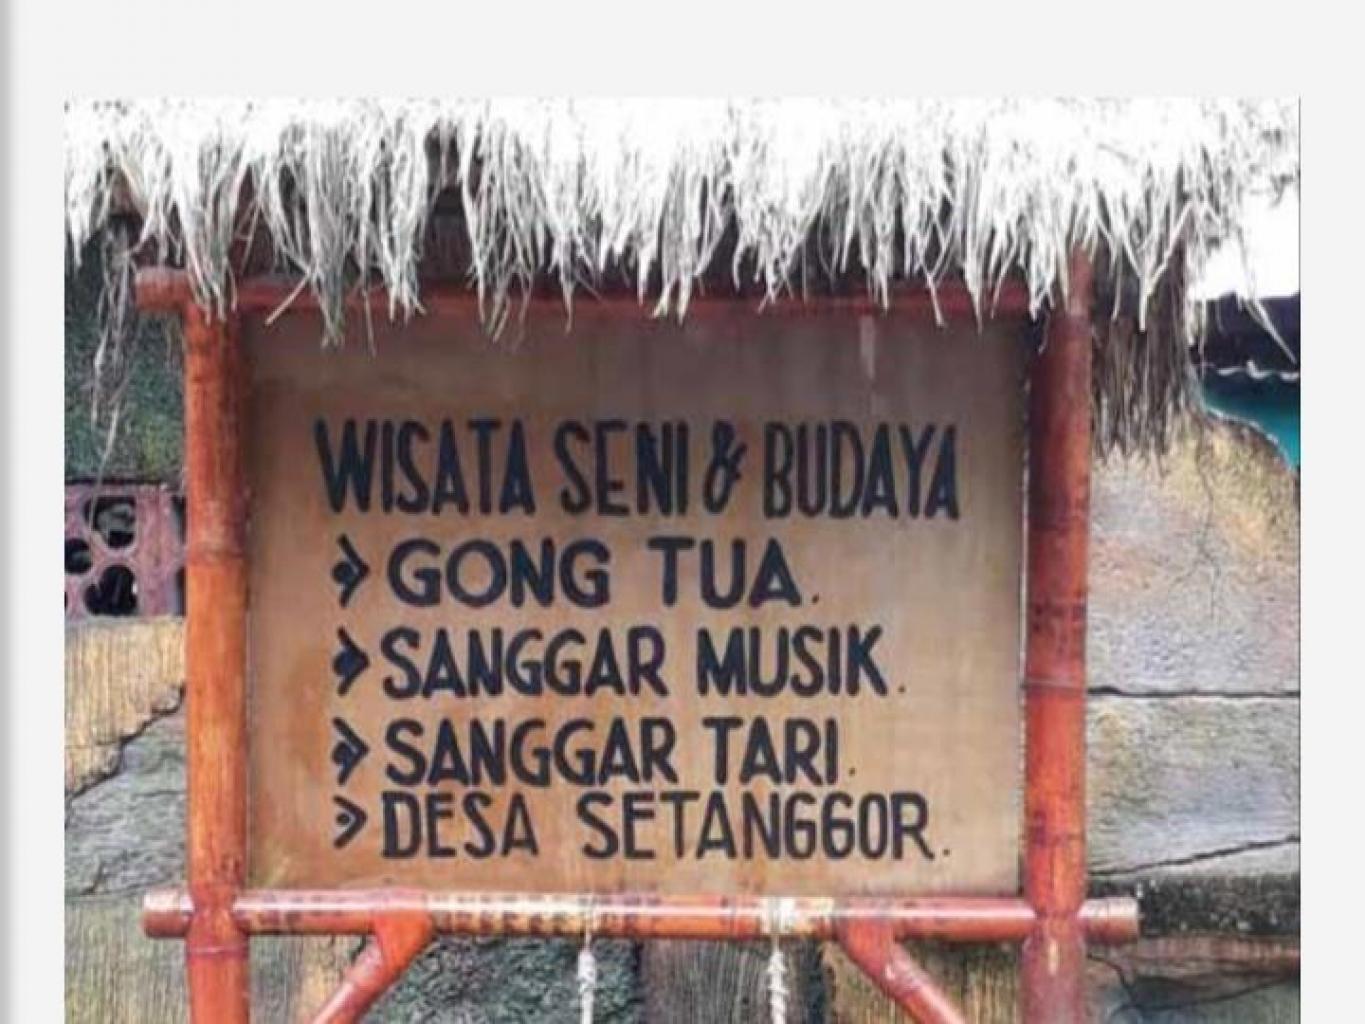 WISATA SENI & BUDAYA
GONG TUA.
SANGGAR MUSIK.
SANGGAR TARI.
DESA SETANGGOR.